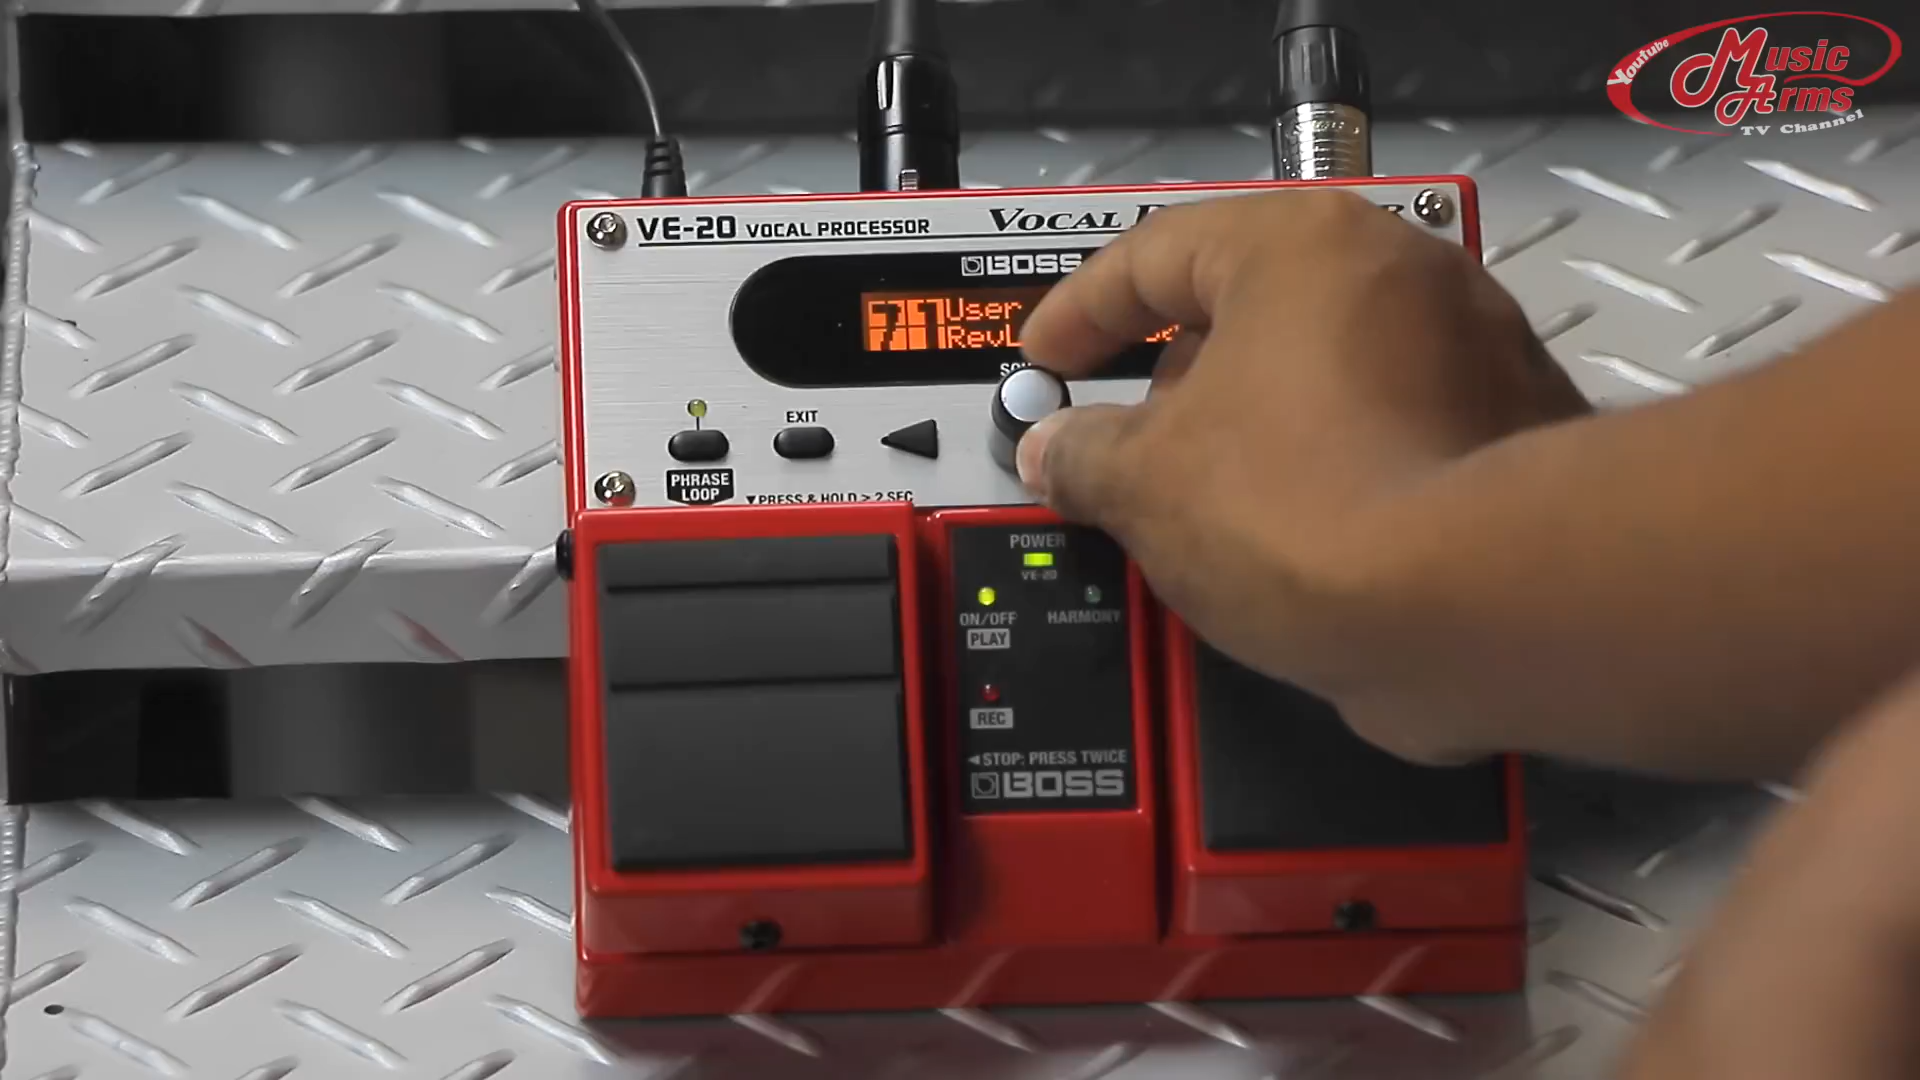 Youtube
Music
Arms
TV Channel
VE-20 VOCAL PROCESSOR
VOCAL
BOSS
User
EXIT
PHRASE
LOOP
▼PRESS & HOLD > 2 SEC
POWER
VE-20
ON/OFF
HARMONY
PLAY
REC
◄STOP: PRESS TWICE
BOSS